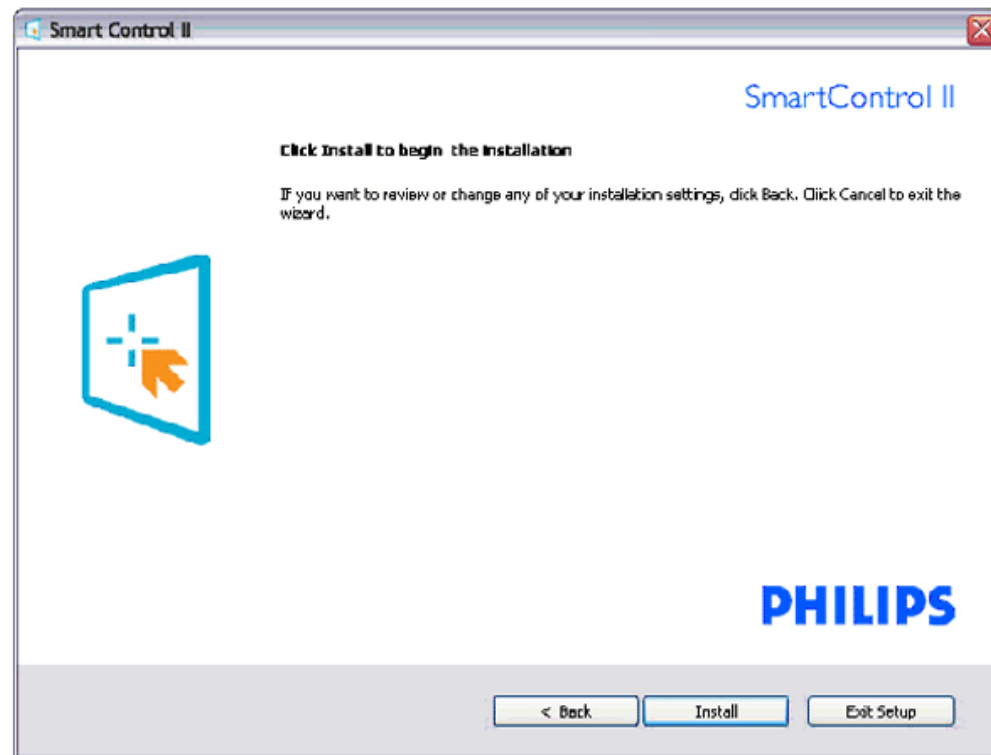 Smart Control II
SmartControl II
Click Install to begin the installation
If you want to review or change any of your installation settings, click Back. Click Cancel to exit the
wizard.
PHILIPS
< Back
Install
Exit Setup